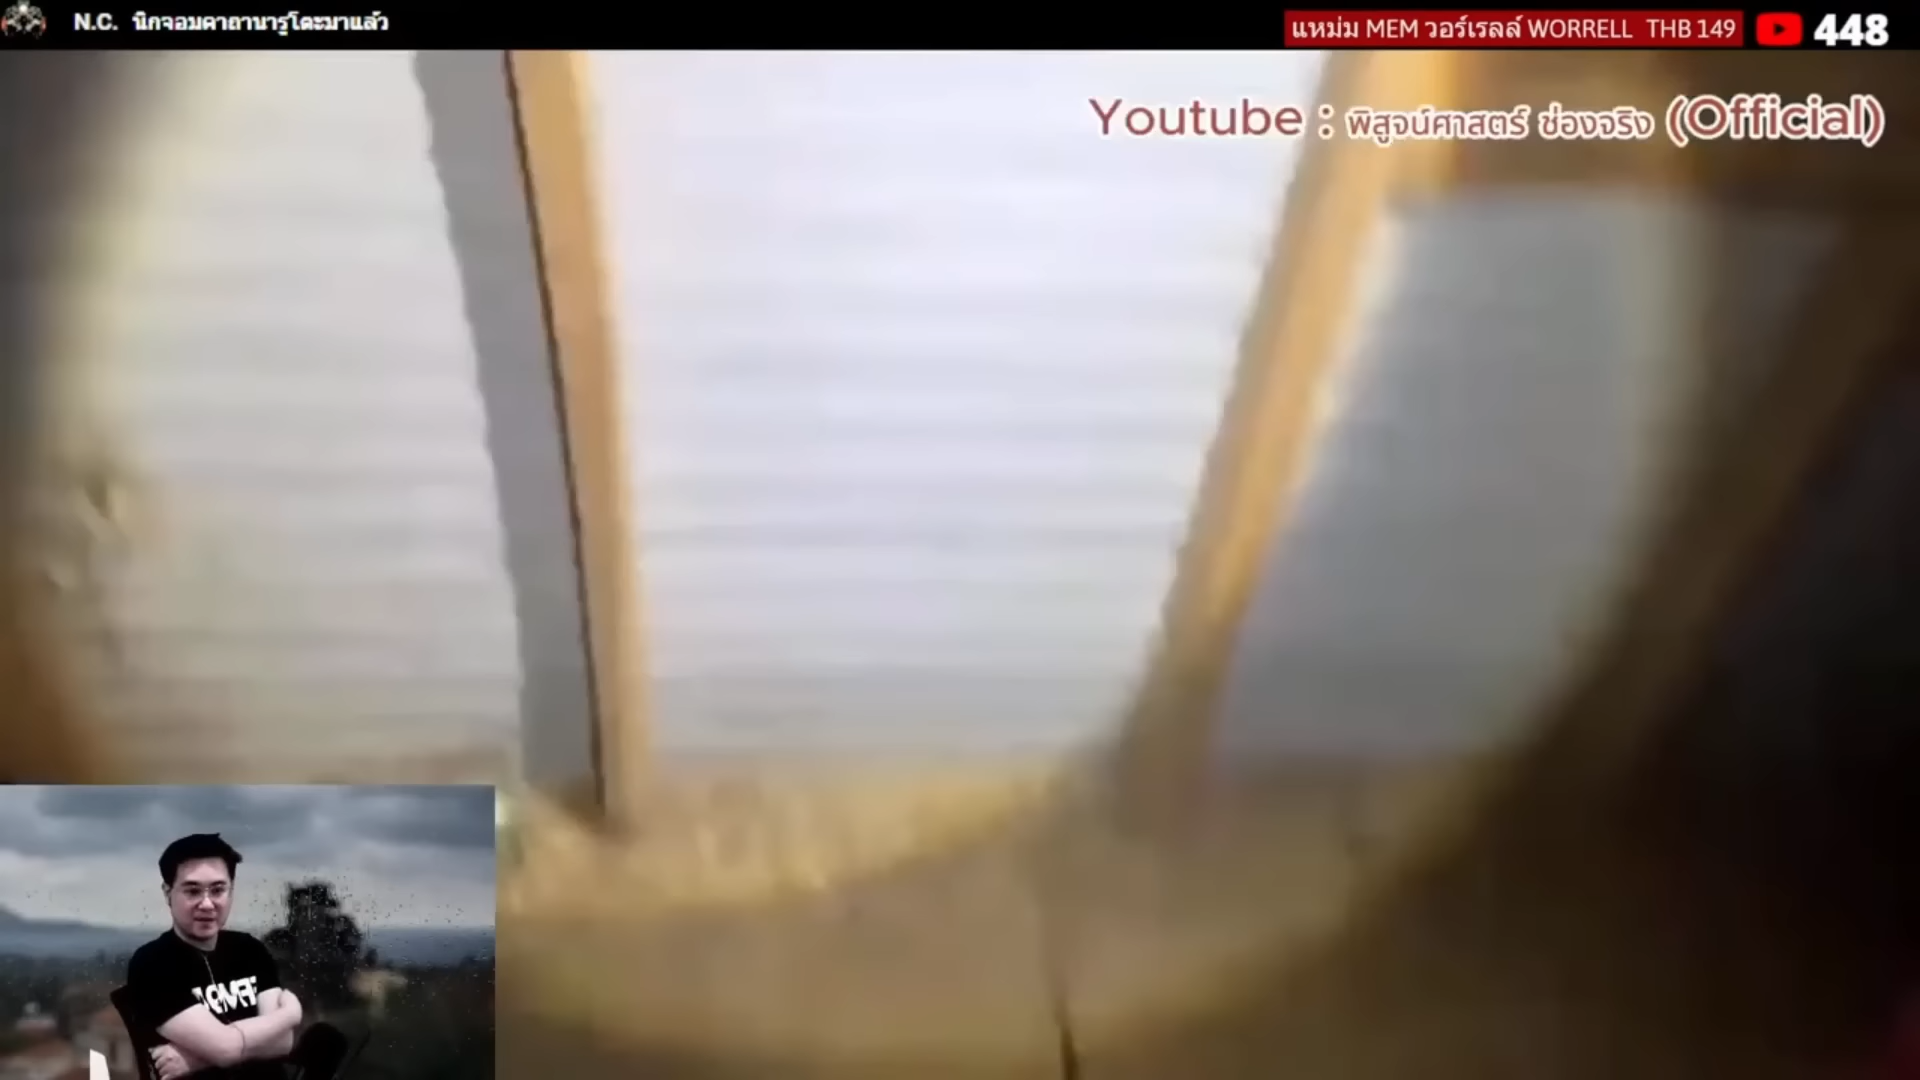 N.C. นิกจอมคาถานารูโตะมาแล้ว
แหม่ม MEM วอร์เรลล์ WORRELL THB 149
448
Youtube : พิสูจน์ศาสตร์ ช่องจริง (Official)